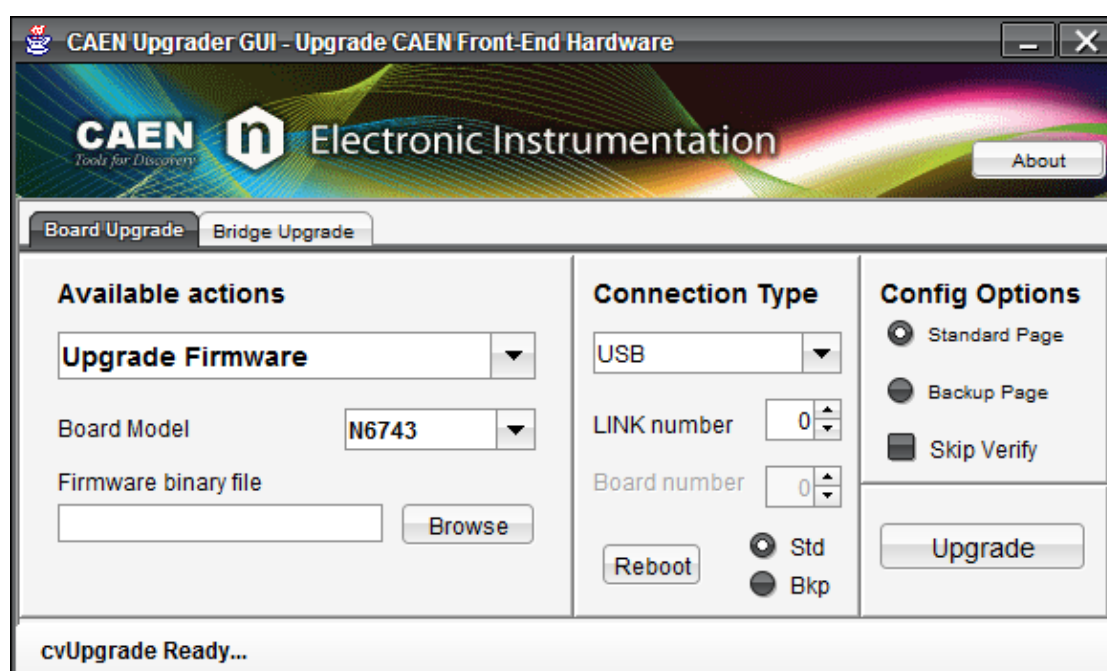 CAEN Upgrader GUI - Upgrade CAEN Front-End Hardware
CAEN n Electronic Instrumentation
Tools for Discovery
About
Board Upgrade Bridge Upgrade
Available actions
Upgrade Firmware
Board Model N6743
Firmware binary file
Browse
Connection Type
USB
LINK number 0
Board number 0
Reboot
Std
Bkp
Config Options
Standard Page
Backup Page
Skip Verify
Upgrade
cvUpgrade Ready...